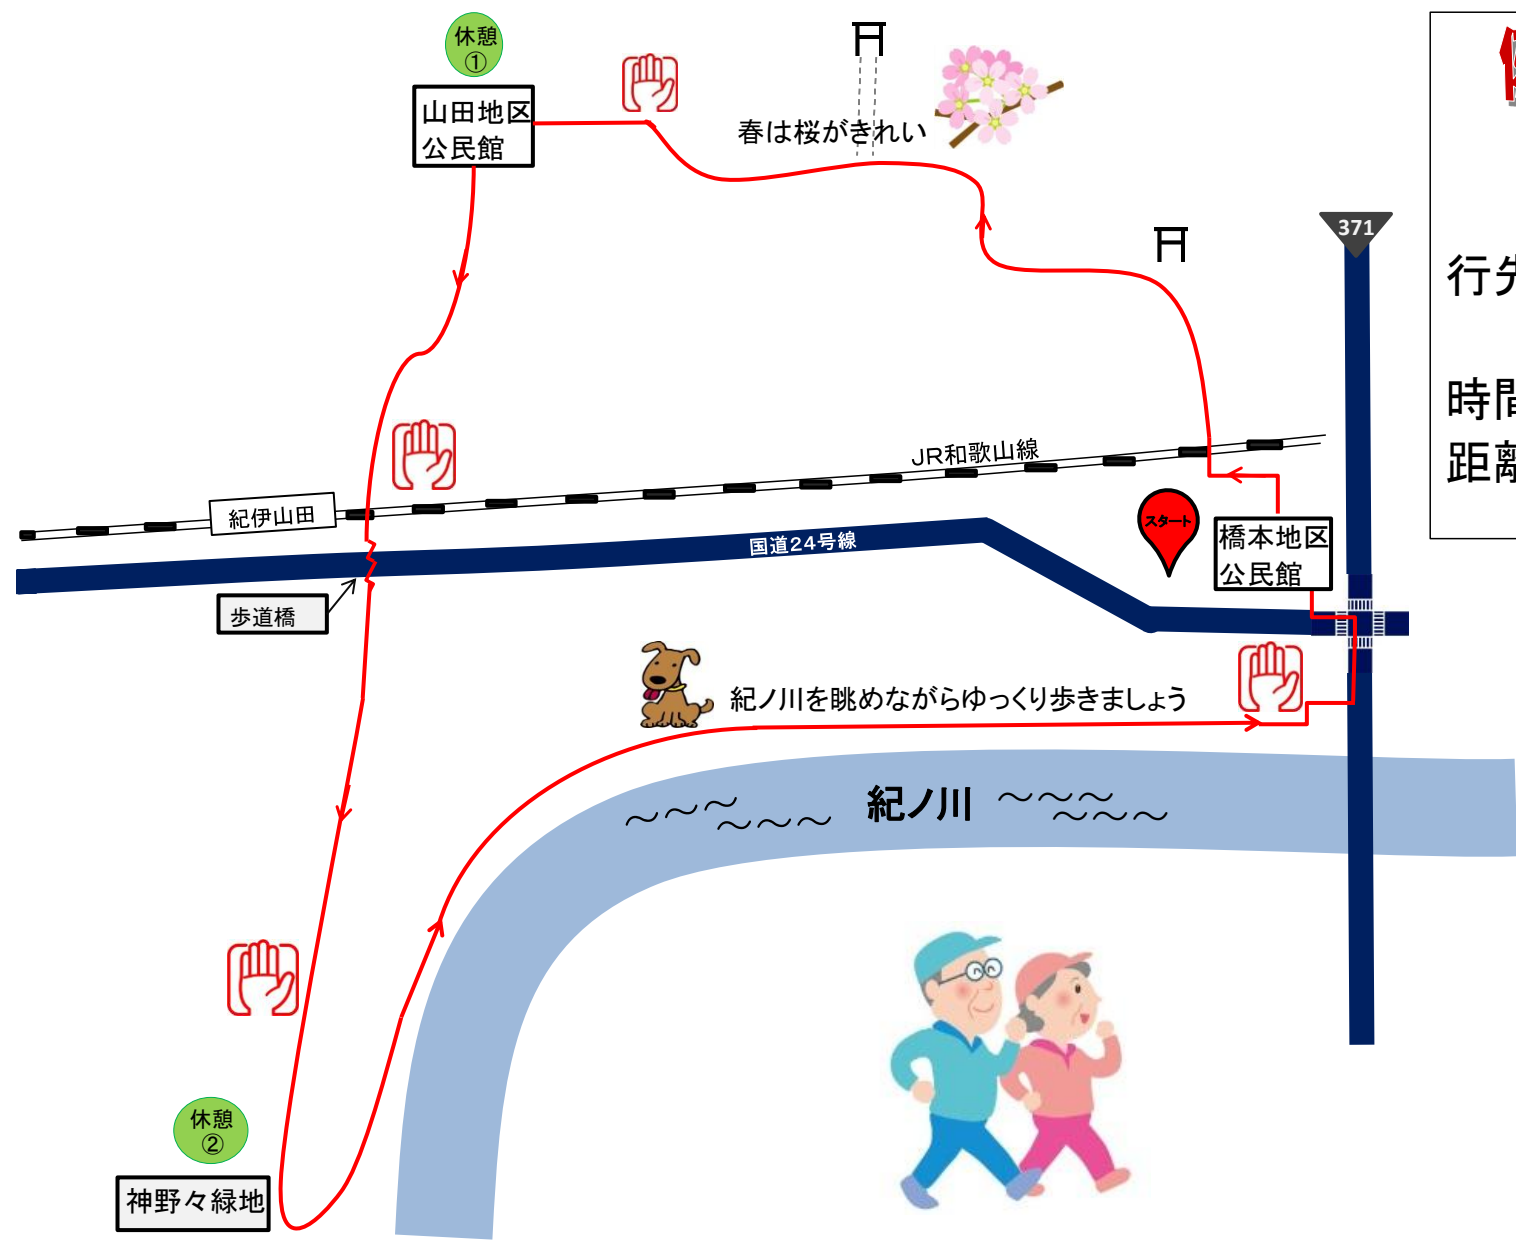 休憩
①
山田地区
公民館
春は桜がきれい
371
行先
時間
距離
JR和歌山線
紀伊山田
スタート
橋本地区
公民館
国道24号線
歩道橋
紀ノ川を眺めながらゆっくり歩きましょう
紀ノ川
休憩
②
神野々緑地